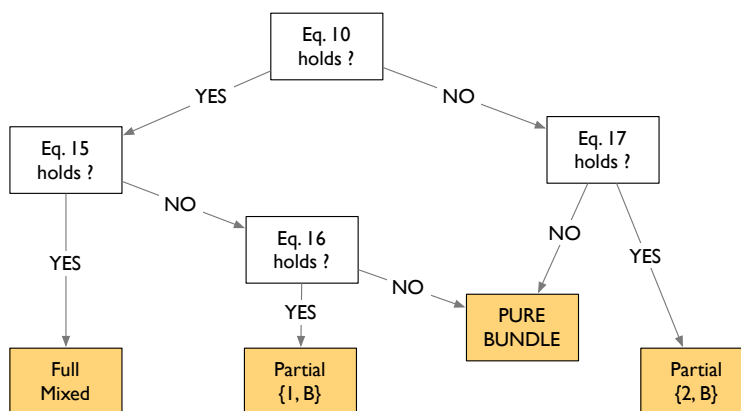 Eq. 10
holds ?
YES
NO
Eq. 15
holds ?
Eq. 17
holds ?
NO
Eq. 16
holds ?
NO
YES
YES
NO
YES
PURE
BUNDLE
Full
Mixed
Partial
{1, B}
Partial
{2, B}